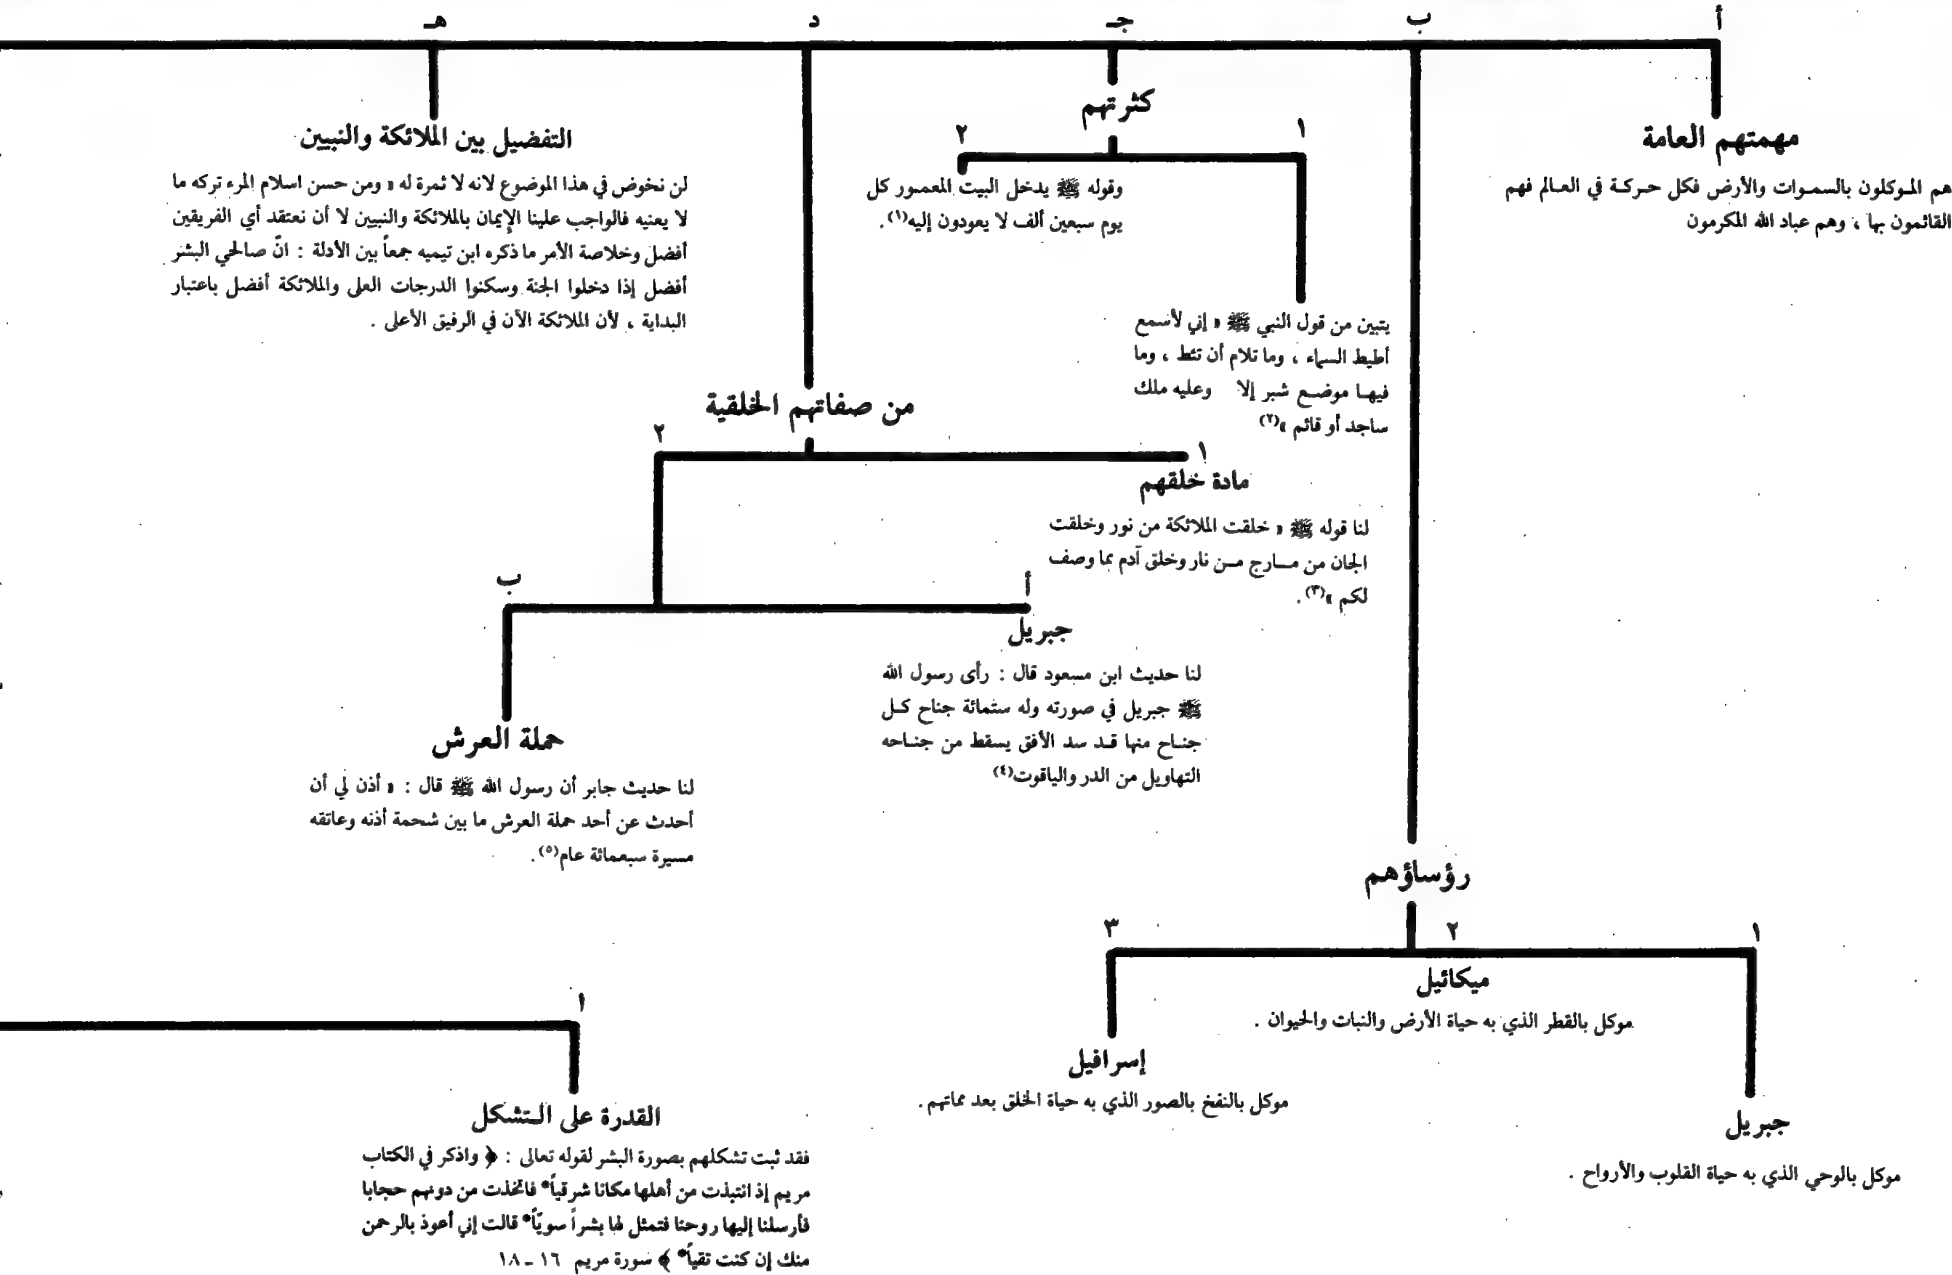 أ
ب
جـ
د
هـ
مهمتهم العامة
هم الموكلون بالسموات والأرض فكل حركة في العالم فهم
القائمون بها ، وهم عباد الله المكرمون
كثرتهم
١
٢
وقوله ﷺ يدخل البيت المعمور كل
يوم سبعين ألف لا يعودون إليه(١) .
يتبين من قول النبي ﷺ « إني لأسمع
أطيط السماء ، وما تلام أن تئط ، وما
فيها موضع شبر إلا وعليه ملك
ساجد أو قائم »(٢)
التفضيل بين الملائكة والنبيين
لن نخوض في هذا الموضوع لانه لا ثمرة له « ومن حسن اسلام المرء تركه ما
لا يعنيه فالواجب علينا الإيمان بالملائكة والنبيين لا أن نعتقد أي الفريقين
أفضل وخلاصة الأمر ما ذكره ابن تيميه جمعاً بين الأدلة : انّ صالحي البشر
أفضل إذا دخلوا الجنة وسكنوا الدرجات العلى والملائكة أفضل باعتبار
البداية ، لأن الملائكة الآن في الرفيق الأعلى .
من صفاتهم الخلقية
١
٢
مادة خلقهم
لنا قوله ﷺ « خلقت الملائكة من نور وخلقت
الجان من مارج من نار وخلق آدم بما وصف
لكم »(٣) .
أ
ب
جبريل
لنا حديث ابن مسعود قال : رأى رسول الله
ﷺ جبريل في صورته وله ستمائة جناح كل
جناح منها قد سد الأفق يسقط من جناحه
التهاويل من الدر والياقوت(٤)
حملة العرش
لنا حديث جابر أن رسول الله ﷺ قال : « أذن لي أن
أحدث عن أحد حملة العرش ما بين شحمة أذنه وعاتقه
مسيرة سبعمائة عام(٥) .
رؤساؤهم
١
٢
٣
ميكائيل
موكل بالقطر الذي به حياة الأرض والنبات والحيوان .
إسرافيل
موكل بالنفخ بالصور الذي به حياة الخلق بعد مماتهم .
جبريل
موكل بالوحي الذي به حياة القلوب والأرواح .
١
القدرة على التشكل
فقد ثبت تشكلهم بصورة البشر لقوله تعالى : ﴿ واذكر في الكتاب
مريم إذ انتبذت من أهلها مكانا شرقياً* فاتخذت من دونهم حجابا
فأرسلنا إليها روحنا فتمثل لها بشراً سويّاً* قالت إني أعوذ بالرحمن
منك إن كنت تقياً* ﴾ سورة مريم ١٦ - ١٨